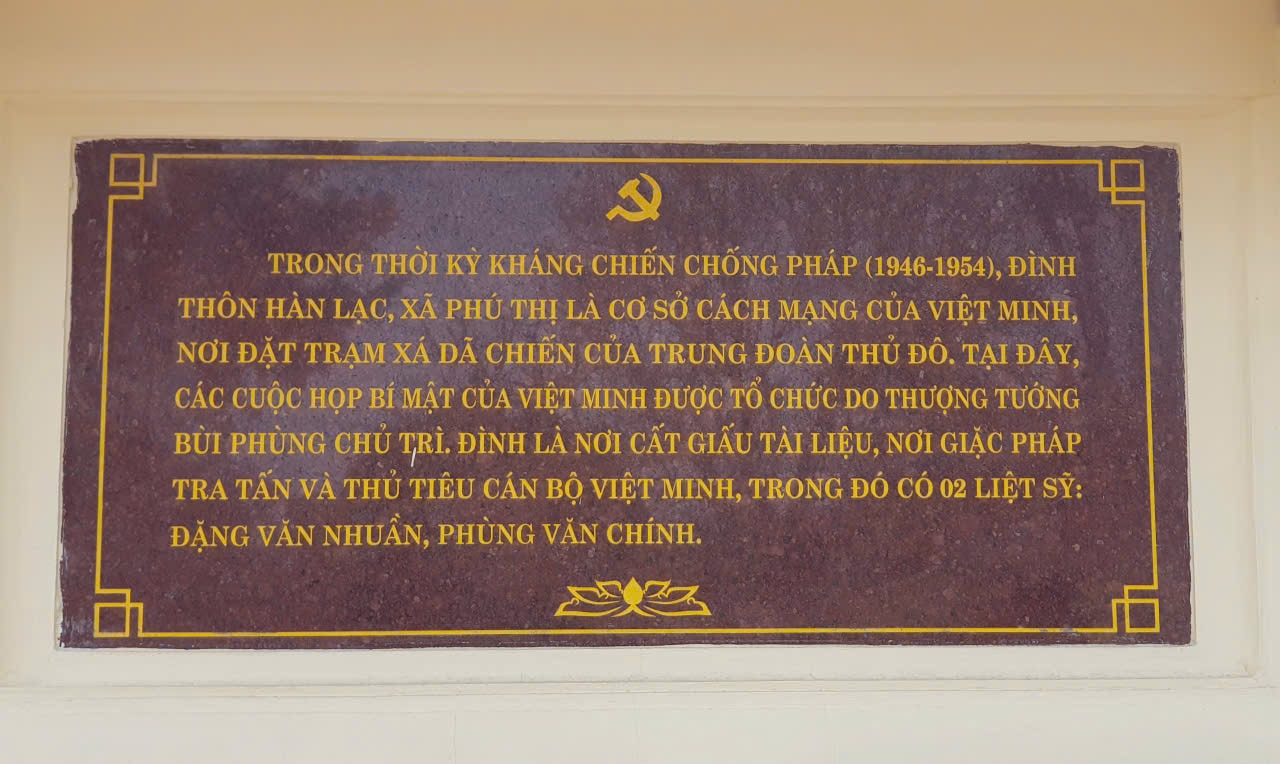 TRONG THỜI KỲ KHÁNG CHIẾN CHỐNG PHÁP (1946-1954), ĐÌNH
THÔN HÀN LẠC, XÃ PHÚ THỊ LÀ CƠ SỞ CÁCH MẠNG CỦA VIỆT MINH,
NƠI ĐẶT TRẠM XÁ DÃ CHIẾN CỦA TRUNG ĐOÀN THỦ ĐÔ. TẠI ĐÂY,
CÁC CUỘC HỌP BÍ MẬT CỦA VIỆT MINH ĐƯỢC TỔ CHỨC DO THƯỢNG TƯỚNG
BÙI PHÙNG CHỦ TRÌ. ĐÌNH LÀ NƠI CẤT GIẤU TÀI LIỆU, NƠI GIẶC PHÁP
TRA TẤN VÀ THỦ TIÊU CÁN BỘ VIỆT MINH, TRONG ĐÓ CÓ 02 LIỆT SỸ:
ĐẶNG VĂN NHUẦN, PHÙNG VĂN CHÍNH.